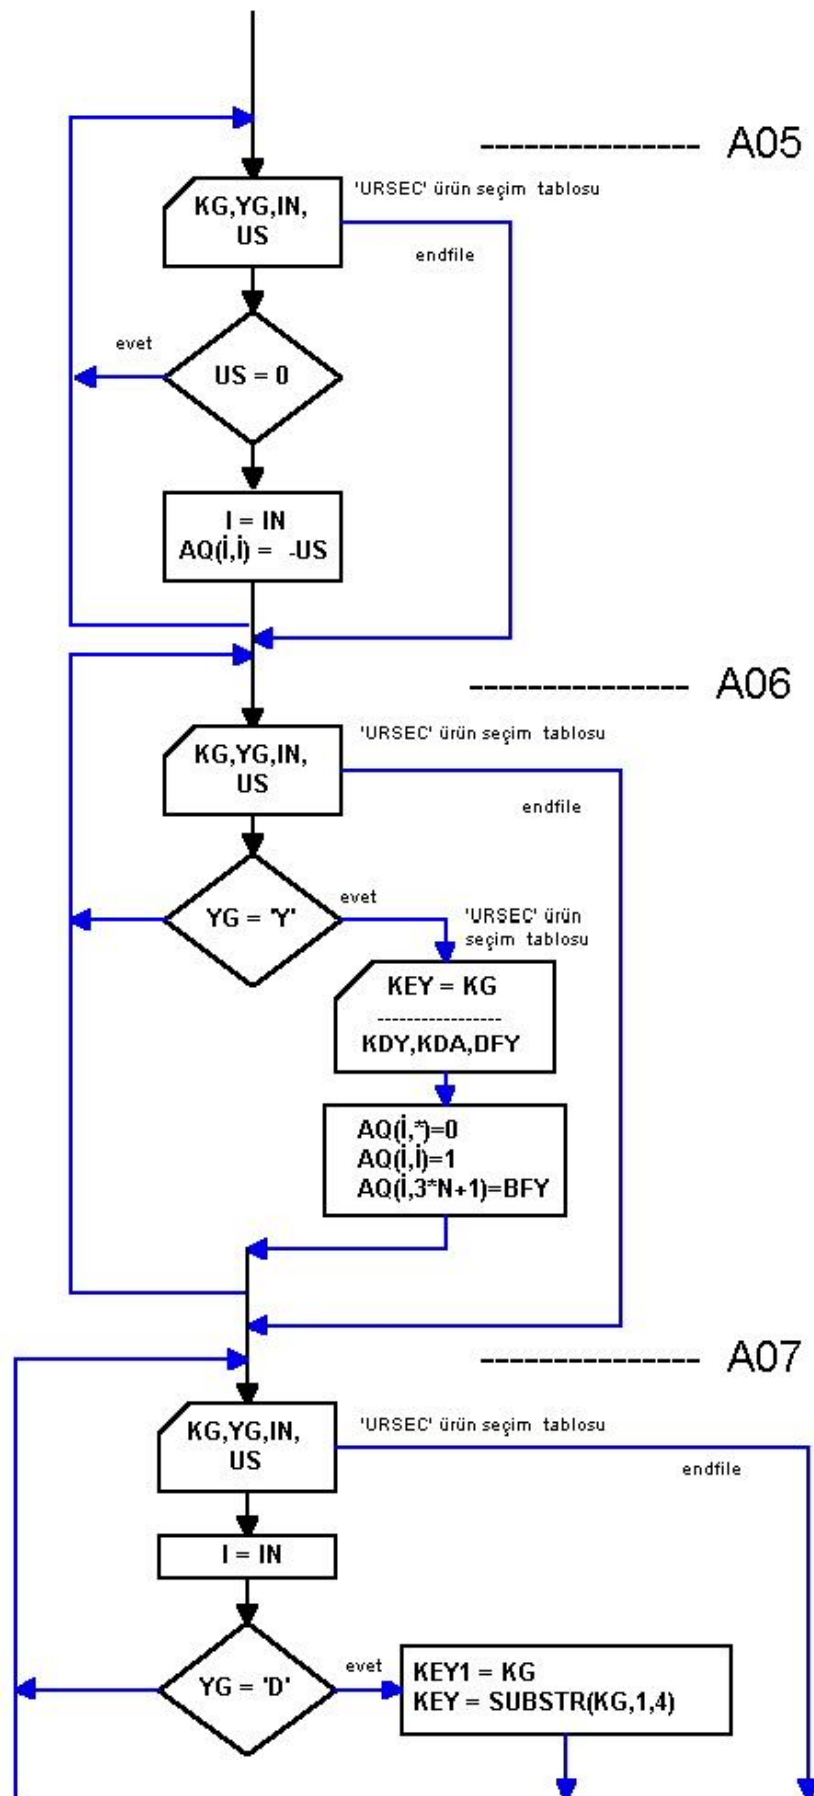 --------------- A05
'URSEC' ürün seçim tablosu
KG,YG,IN,
US
endfile
evet
US = 0
I = IN
AQ(İ,İ) = -US
--------------- A06
'URSEC' ürün seçim tablosu
KG,YG,IN,
US
endfile
YG = 'Y'
evet
'URSEC' ürün
seçim tablosu
KEY = KG
-----------------
KDY,KDA,DFY
AQ(İ,*)=0
AQ(İ,İ)=1
AQ(İ,3*N+1)=BFY
--------------- A07
'URSEC' ürün seçim tablosu
KG,YG,IN,
US
endfile
I = IN
YG = 'D'
evet
KEY1 = KG
KEY = SUBSTR(KG,1,4)